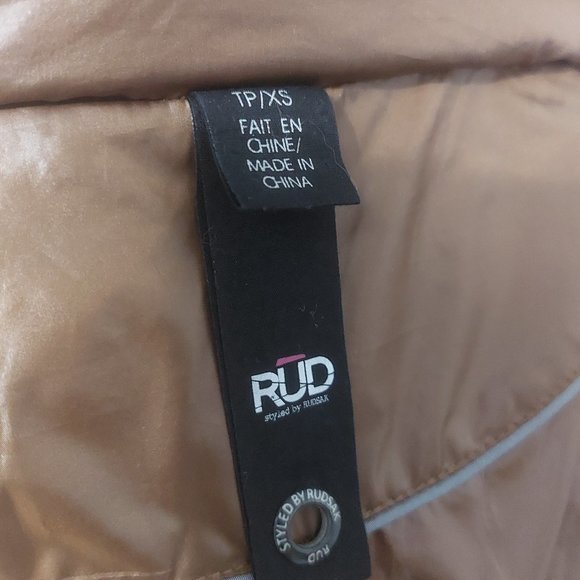 TP/XS
FAIT EN
CHINE/
MADE IN
CHINA
RUD
styled by RUDSAK
STYLED BY RUDSAK
RUD